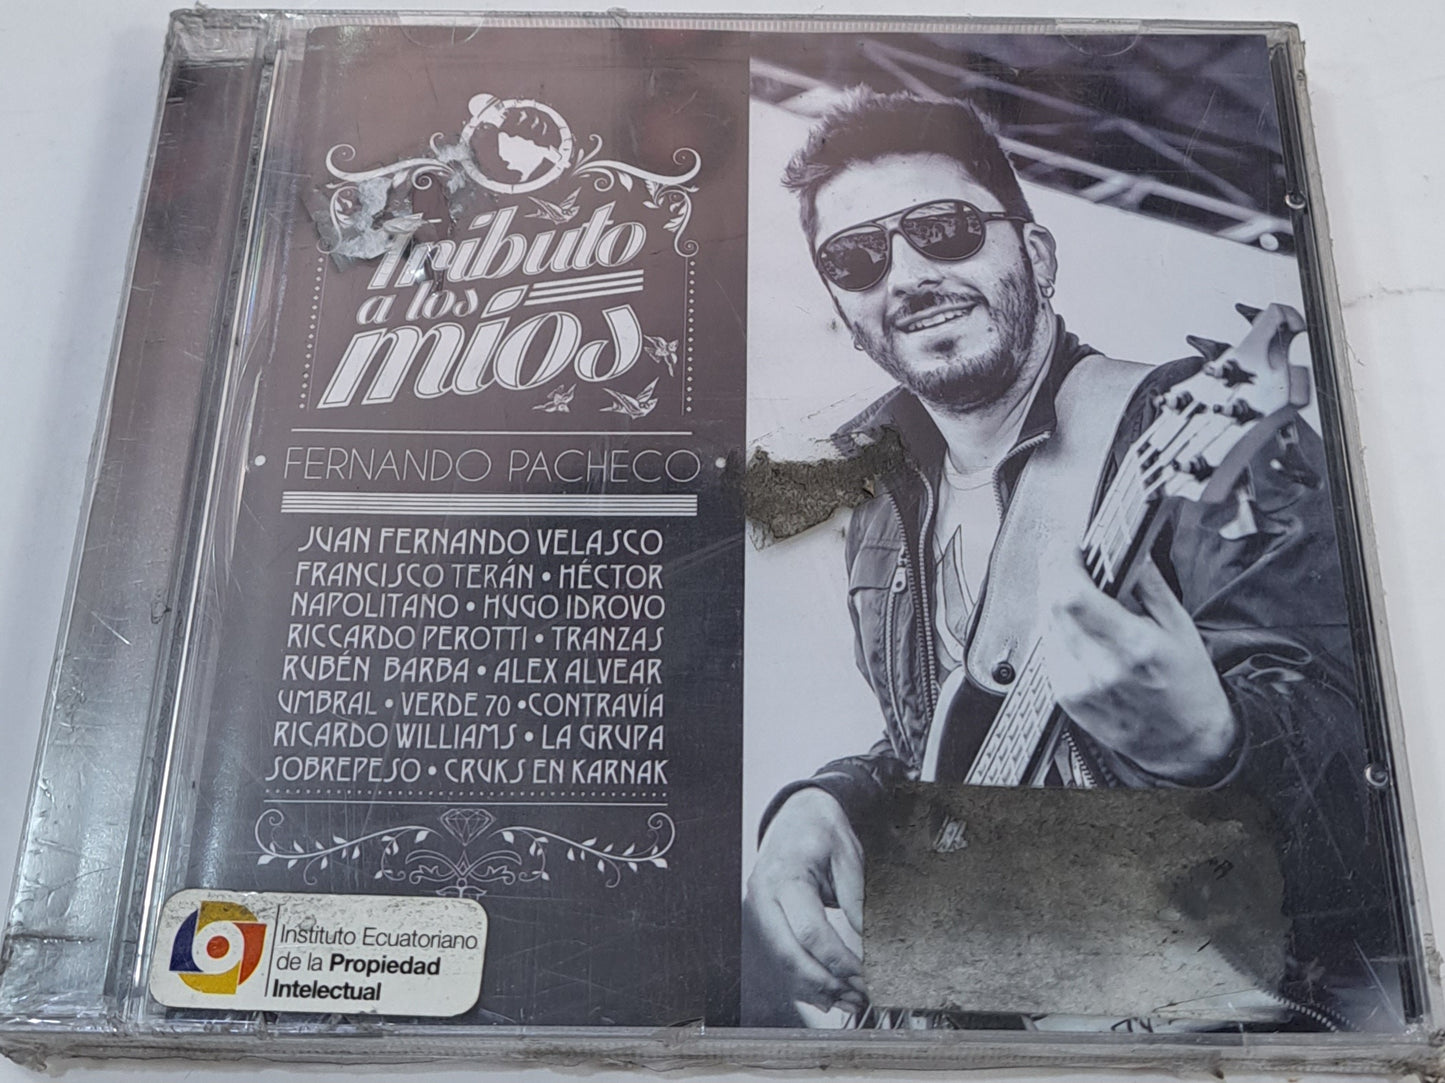 Tributo
a los
míos
• FERNANDO PACHECO •
JUAN FERNANDO VELASCO
FRANCISCO TERÁN • HÉCTOR
NAPOLITANO • HUGO IDROVO
RICCARDO PEROTTI • TRANZAS
RUBÉN BARBA • ALEX ALVEAR
UMBRAL • VERDE 70 • CONTRAVÍA
RICARDO WILLIAMS • LA GRUPA
SOBREPESO • CRUKS EN KARNAK
Instituto Ecuatoriano
de la Propiedad
Intelectual